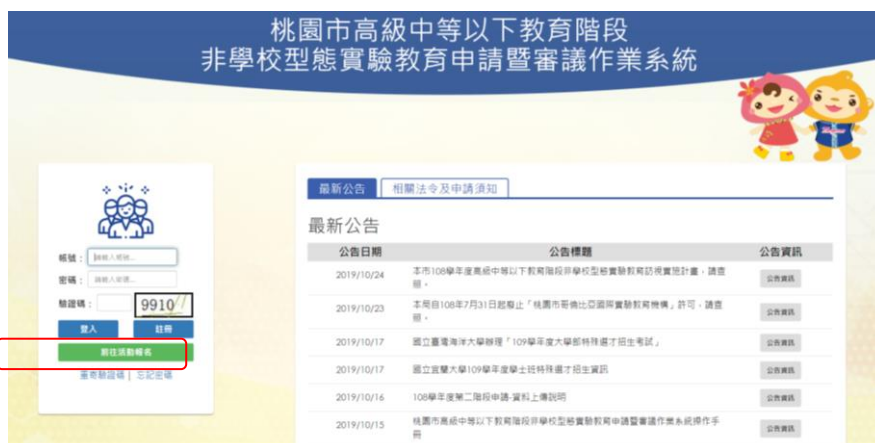 桃園市高級中等以下教育階段
非學校型態實驗教育申請暨審議作業系統
帳號：
請輸入帳號...
密碼：
請輸入密碼...
驗證碼：
9910
登入
註冊
前往活動報名
重寄驗證碼 | 忘記密碼
最新公告
相關法令及申請須知
最新公告
公告日期 公告標題 公告資訊
2019/10/24 本市108學年度高級中等以下教育階段非學校型態實驗教育訪視實施計畫，請查照。 公告資訊
2019/10/23 本局自108年7月31日起廢止「桃園市哥倫比亞國際實驗教育機構」許可，請查照。 公告資訊
2019/10/17 國立臺灣海洋大學辦理「109學年度大學部特殊選才招生考試」 公告資訊
2019/10/17 國立宜蘭大學109學年度學士班特殊選才招生資訊 公告資訊
2019/10/16 108學年度第二階段申請-資料上傳說明 公告資訊
2019/10/15 桃園市高級中等以下教育階段非學校型態實驗教育申請暨審議作業系統操作手冊 公告資訊